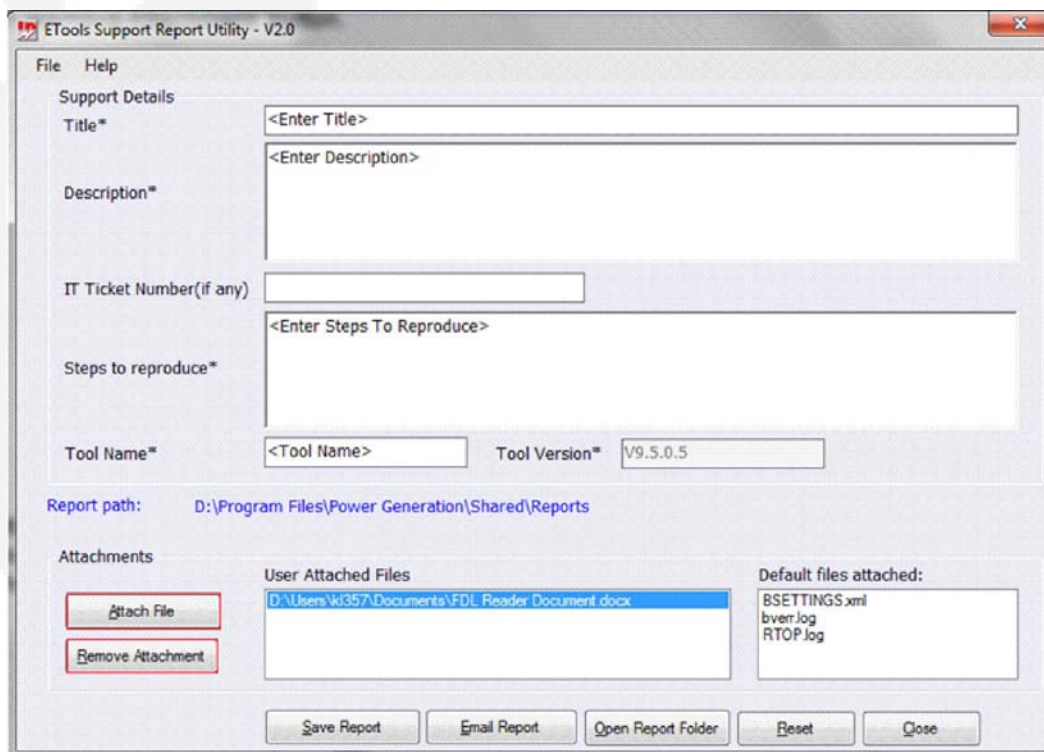 ETools Support Report Utility - V2.0
File Help
Support Details
Title*
<Enter Title>
Description*
<Enter Description>
IT Ticket Number(if any)
Steps to reproduce*
<Enter Steps To Reproduce>
Tool Name* <Tool Name> Tool Version* V9.5.0.5
Report path: D:\Program Files\Power Generation\Shared\Reports
Attachments
Attach File
Remove Attachment
User Attached Files
D:\Users\kl357\Documents\FDL Reader Document.docx
Default files attached:
BSETTINGS.xml
bverr.log
RTOP.log
Save Report Email Report Open Report Folder Reset Close